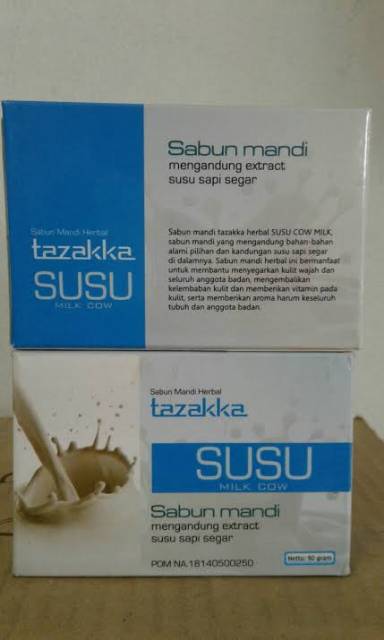 Sabun mandi
mengandung extract
susu sapi segar
Sabun Mandi Herbal
tazakka
SUSU
MILK COW
Sabun mandi tazakka herbal SUSU COW MILK,
sabun mandi yang mengandung bahan-bahan
alami pilihan dan kandungan susu sapi segar
di dalamnya. Sabun mandi herbal ini bermanfaat
untuk membantu menyegarkan kulit wajah dan
seluruh anggota badan, mengembalikan
kelembaban kulit dan memberikan vitamin pada
kulit, serta memberikan aroma harum keseluruh
tubuh dan anggota badan.
Sabun Mandi Herbal
tazakka
SUSU
MILK COW
Sabun mandi
mengandung extract
susu sapi segar
POM NA.18140500250
Netto: 90 gram